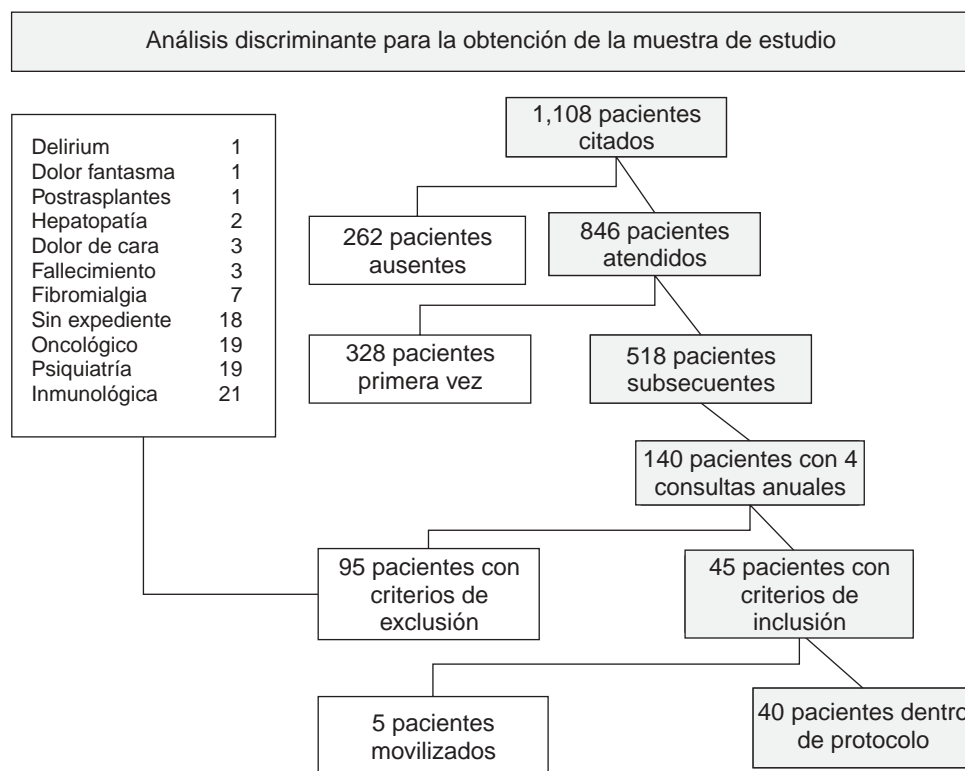 Análisis discriminante para la obtención de la muestra de estudio
1,108 pacientes
citados
Delirium 1
Dolor fantasma 1
Postrasplantes 1
Hepatopatía 2
Dolor de cara 3
Fallecimiento 3
Fibromialgia 7
Sin expediente 18
Oncológico 19
Psiquiatría 19
Inmunológica 21
262 pacientes
ausentes
846 pacientes
atendidos
328 pacientes
primera vez
518 pacientes
subsecuentes
140 pacientes con 4
consultas anuales
95 pacientes con
criterios de
exclusión
45 pacientes con
criterios de
inclusión
5 pacientes
movilizados
40 pacientes dentro
de protocolo